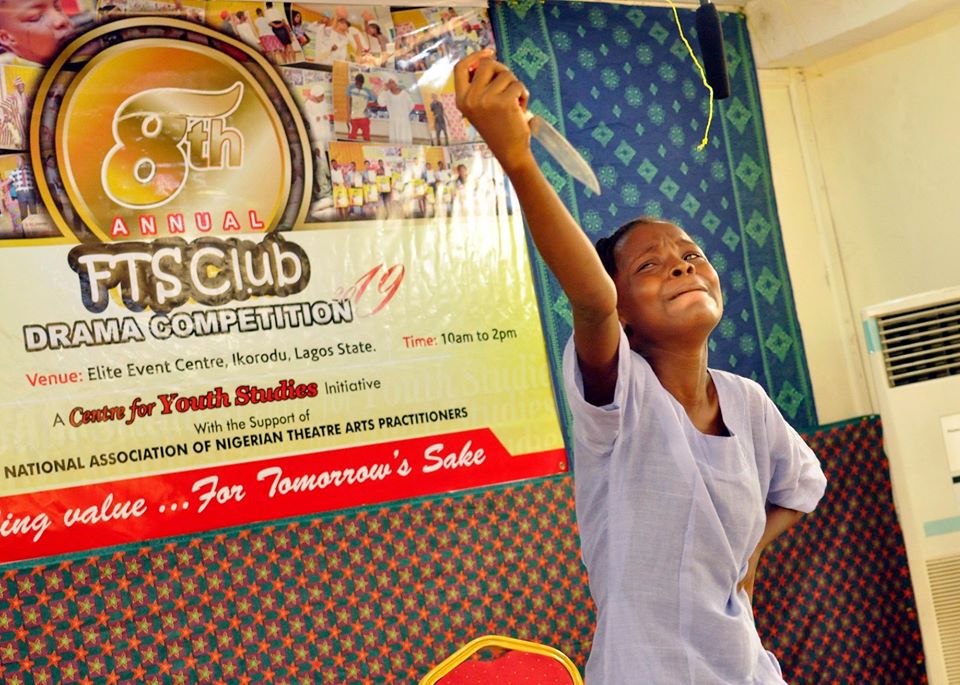 8th
ANNUAL
FTS Club
DRAMA COMPETITION 2019
Venue: Elite Event Centre, Ikorodu, Lagos State. Time: 10am to 2pm
A Centre for Youth Studies Initiative
With the Support of
NATIONAL ASSOCIATION OF NIGERIAN THEATRE ARTS PRACTITIONERS
value ...For Tomorrow's Sake